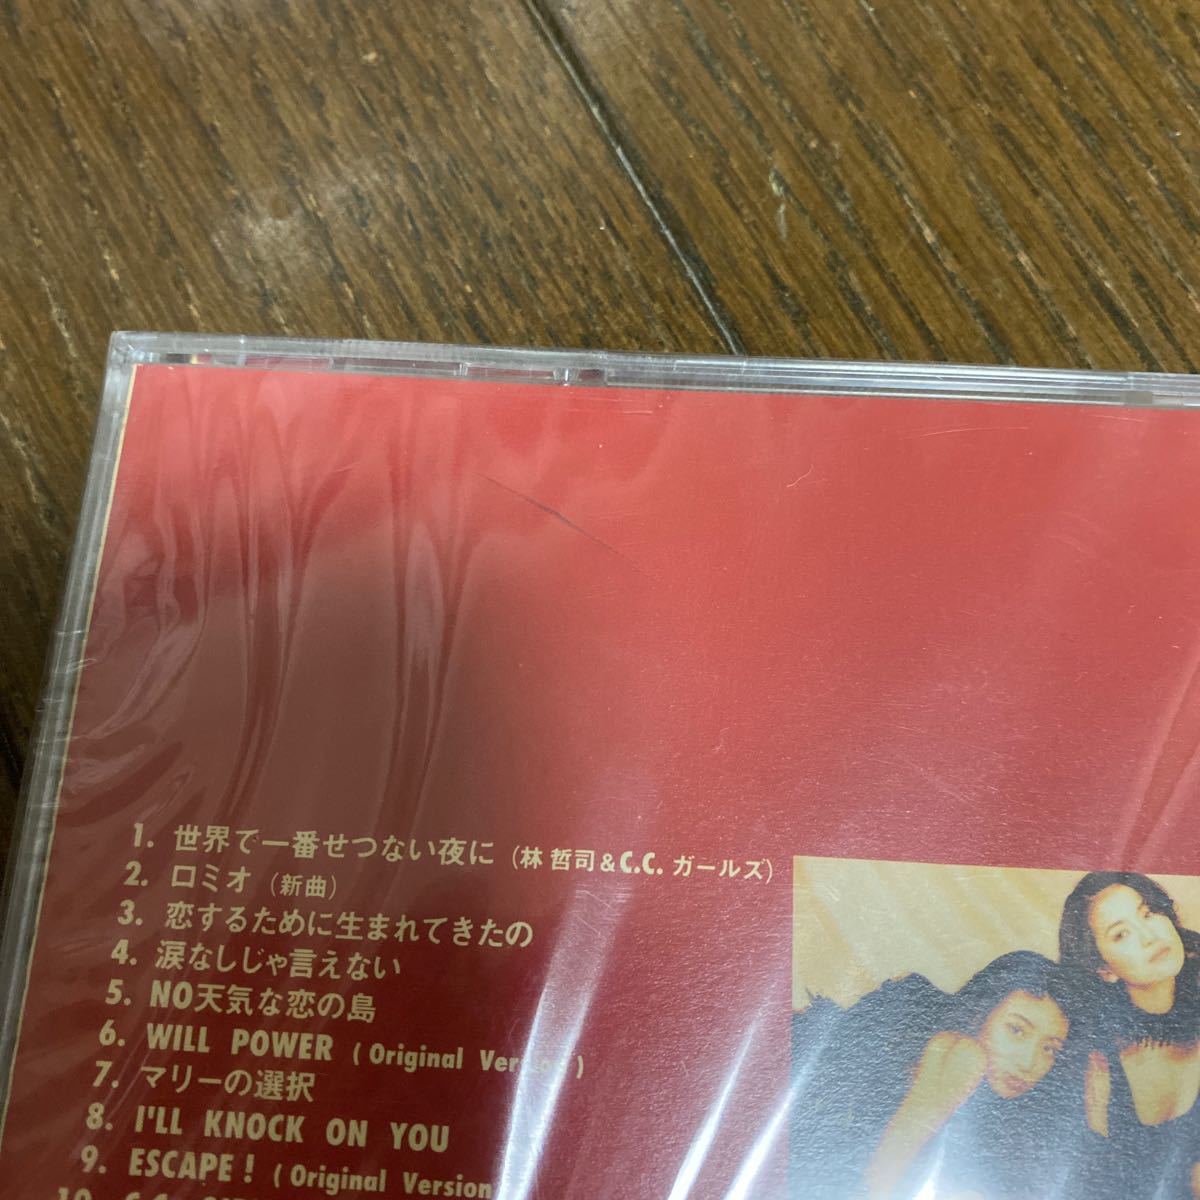 1. 世界で一番せつない夜に (林 哲司&C.C. ガールズ)
2. ロミオ (新曲)
3. 恋するために生まれてきたの
4. 涙なしじゃ言えない
5. NO天気な恋の島
6. WILL POWER ( Original Version )
7. マリーの選択
8. I'LL KNOCK ON YOU
9. ESCAPE! ( Original Version
10. C.C.